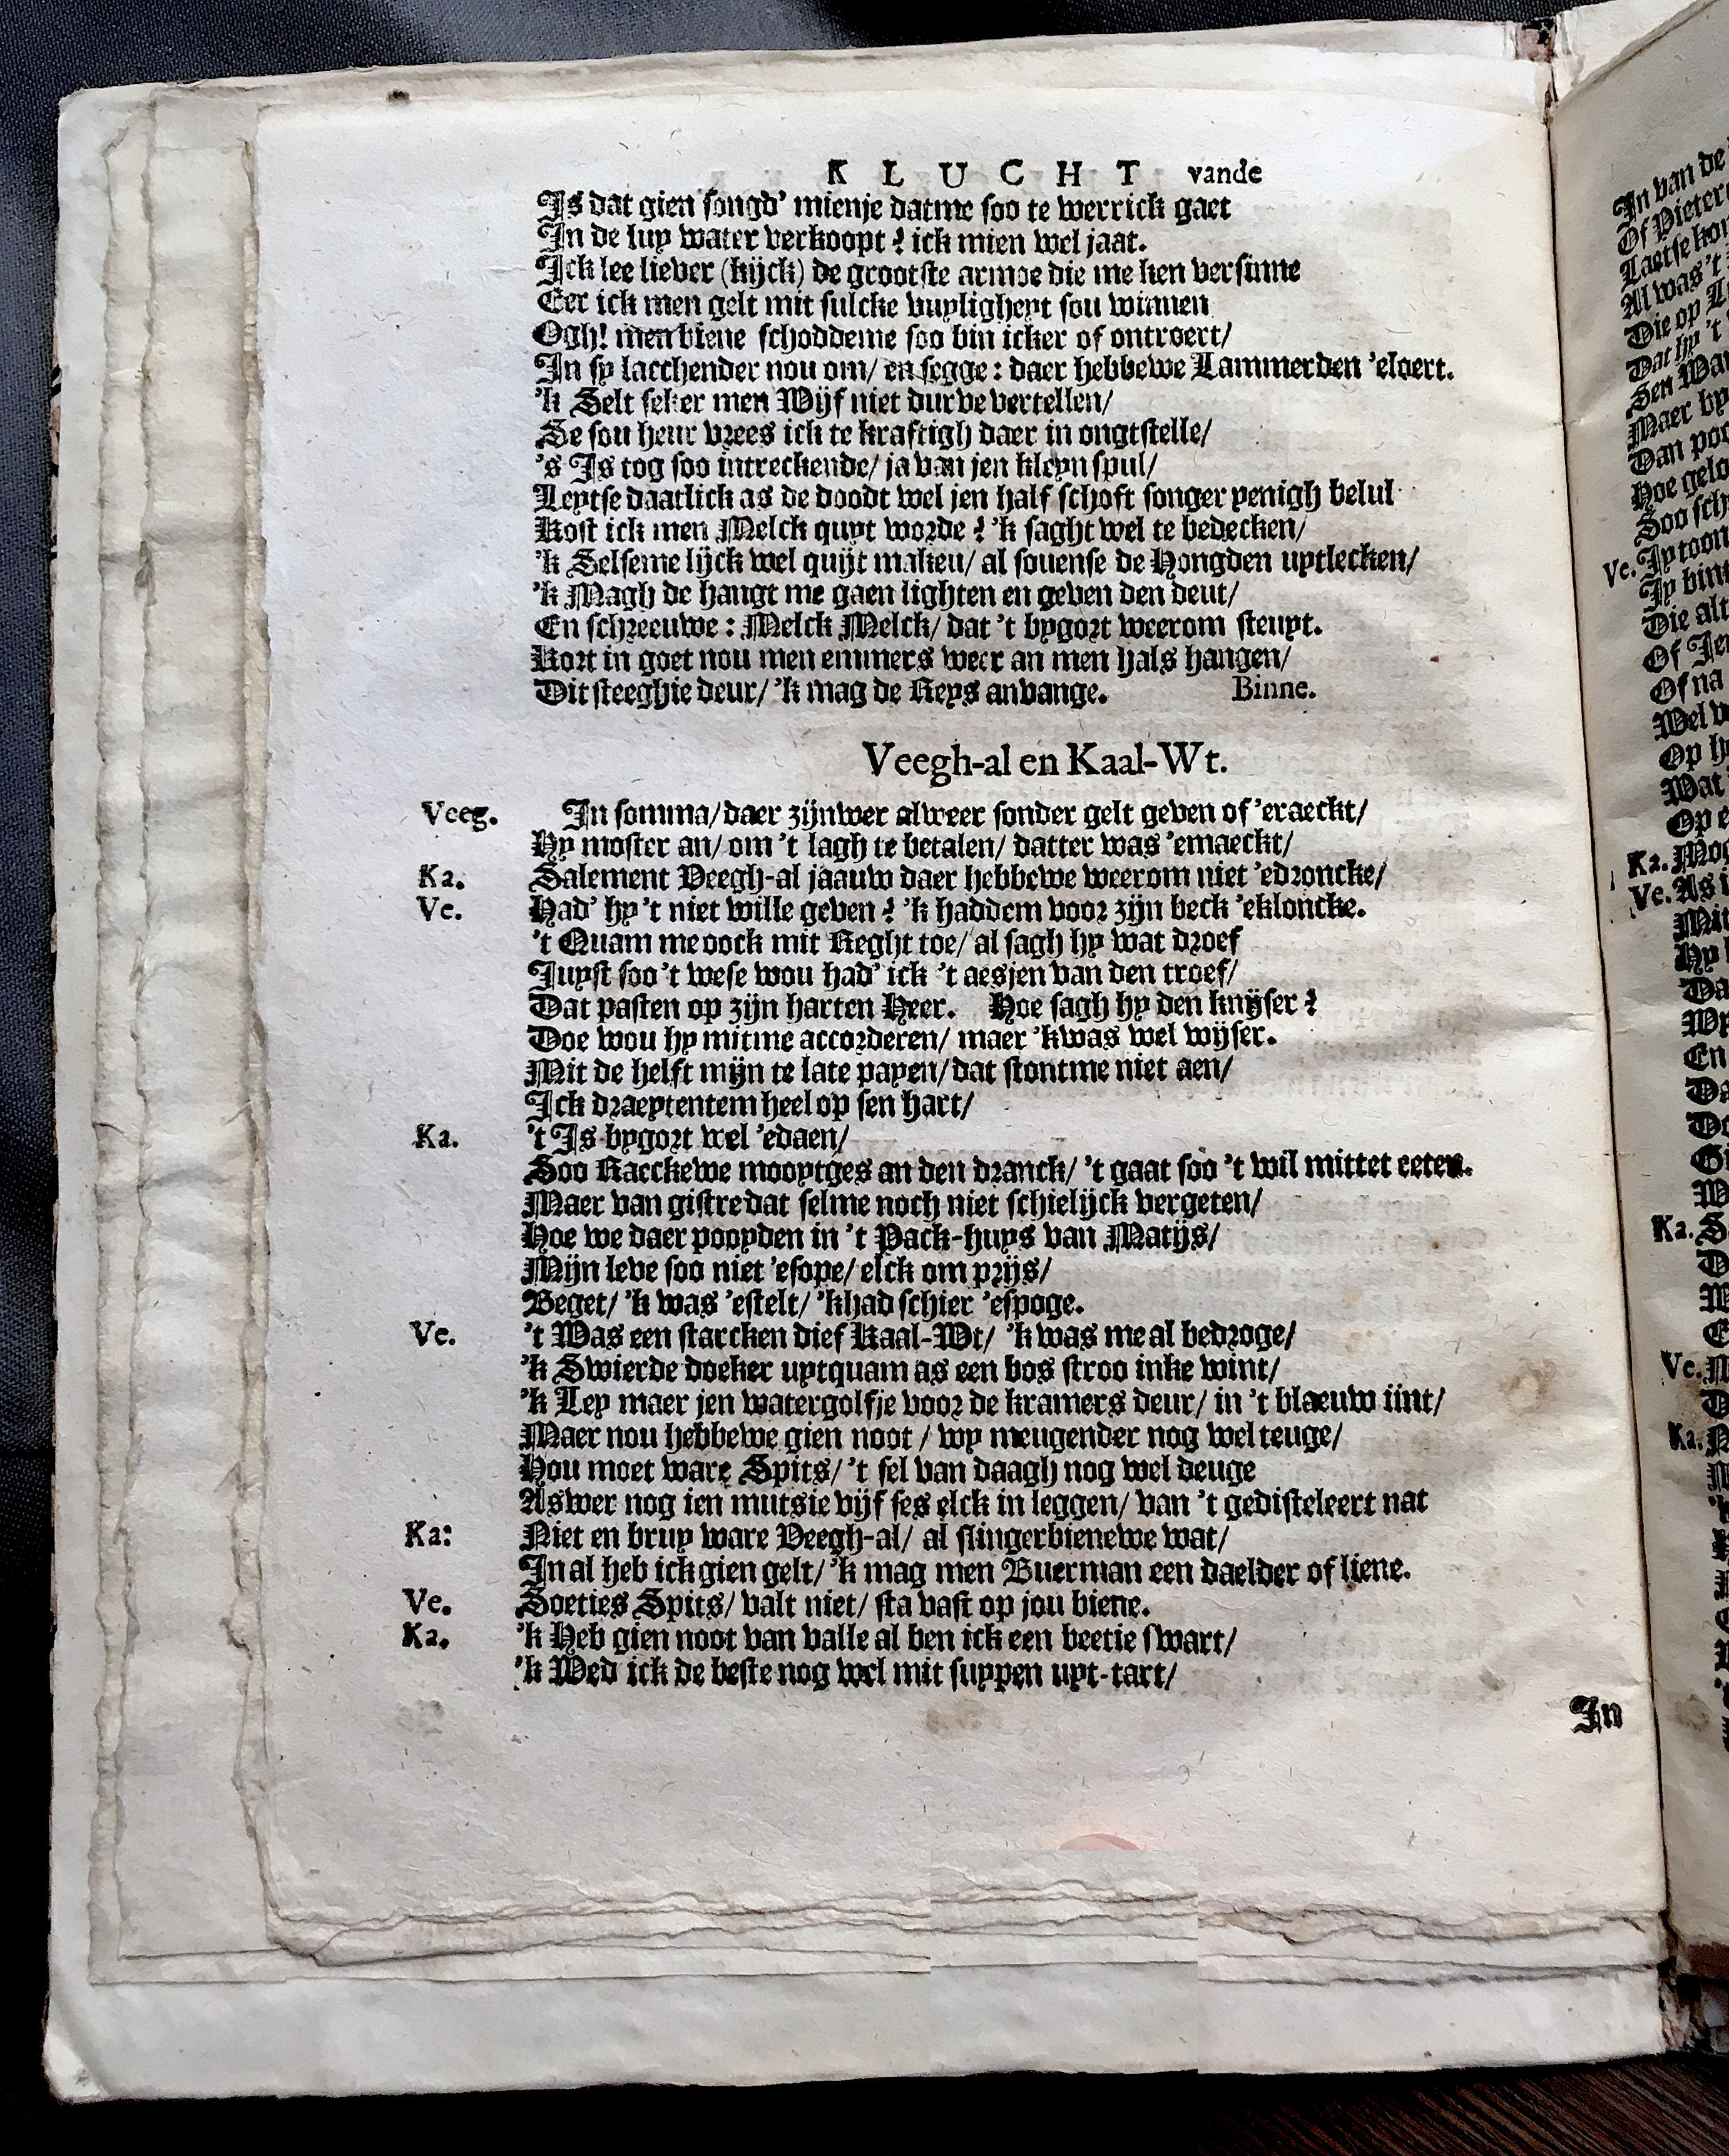 KLUCHT vande
Is dat gien songd' mienje datme soo te werrick gaet
In de luy water verkoopt? ick mien wel jaat.
Ick lee liever (kijck) de grootste armoe die me ken versinne
Eer ick men gelt mit sulcke vuyligheyt sou winnen
Ogh! men biene schoddeme soo bin icker of ontroert/
In sy lacchender nou om/ en segge: daer hebbewe Lammerden 'eloert.
'k Selt seker men Wijf niet durve vertellen/
Se sou heur vrees ick te kraftigh daer in ongtstelle/
's Is tog soo intreckende/ ja van jen kleyn spul/
Leytse daatlick as de doodt wel jen half schoft songer yenigh belul
Kost ick men Melck quyt worde? 'k saght wel te bedecken/
'k Selseme lijck wel quijt maken/ al souense de Hongden uytlecken/
'k Magh de hangt me gaen lighten en geven den deut/
En schreeuwe: Melck Melck/ dat 't bygort weerom steuyt.
Kort in goet nou men emmers weer an men hals hangen/
Dit steeghie deur/ 'k mag de Reys anvange. Binne.
Veegh-al en Kaal-Wt.
Veeg. In somma/ daer zijnwer alweer sonder gelt geven of 'eraeckt/
Hy moster an/ om 't lagh te betalen/ datter was 'emaeckt/
Ka. Salement Veegh-al jaauw daer hebbewe weerom niet 'edroncke/
Ve. Had' hy 't niet wille geven? 'k haddem voor zijn beck 'ekloncke.
't Quam me oock mit Reght toe/ al sagh hy wat droef
Juyst soo 't wese wou had' ick 't aesjen van den troef/
Dat pasten op zijn harten Heer. Hoe sagh hy den knijser?
Doe wou hy mitme accorderen/ maer 'k was wel wijser.
Mit de helft mijn te late payen/ dat stontme niet aen/
Ick draeytentem heel op sen hart/
Ka. 't Is bygort wel 'edaen/
Soo Raeckewe mooytges an den dranck/ 't gaat soo 't wil mittet eeten.
Maer van gistre dat selme noch niet schielijck vergeten/
Hoe we daer pooyden in 't Pack-huys van Matijs/
Mijn leve soo niet 'esope/ elck om prijs/
Beget/ 'k was 'estelt/ 'k had schier 'espoge.
Ve. 't Was een starcken dief Kaal-Wt/ 'k was me al bedroge/
'k Swierde doeker uytquam as een bos stroo inke wint/
'k Ley maer jen watergolfje voor de kramers deur/ in 't blaeuw iint/
Maer nou hebbewe gien noot/ wy meugender nog wel teuge/
Hou moet ware Spits/ 't sel van daagh nog wel deuge
Aswer nog ien mutsie vijf ses elck in leggen/ van 't gedisteleert nat
Ka: Niet en bruy ware Veegh-al/ al slingerbienewe wat/
In al heb ick gien gelt/ 'k mag men Buerman een daelder of liene.
Ve. Soeties Spits/ valt niet/ sta vast op jou biene.
Ka. 'k Heb gien noot van valle al ben ick een beetie swart/
'k Wed ick de beste nog wel mit suypen uyt-tart/
In